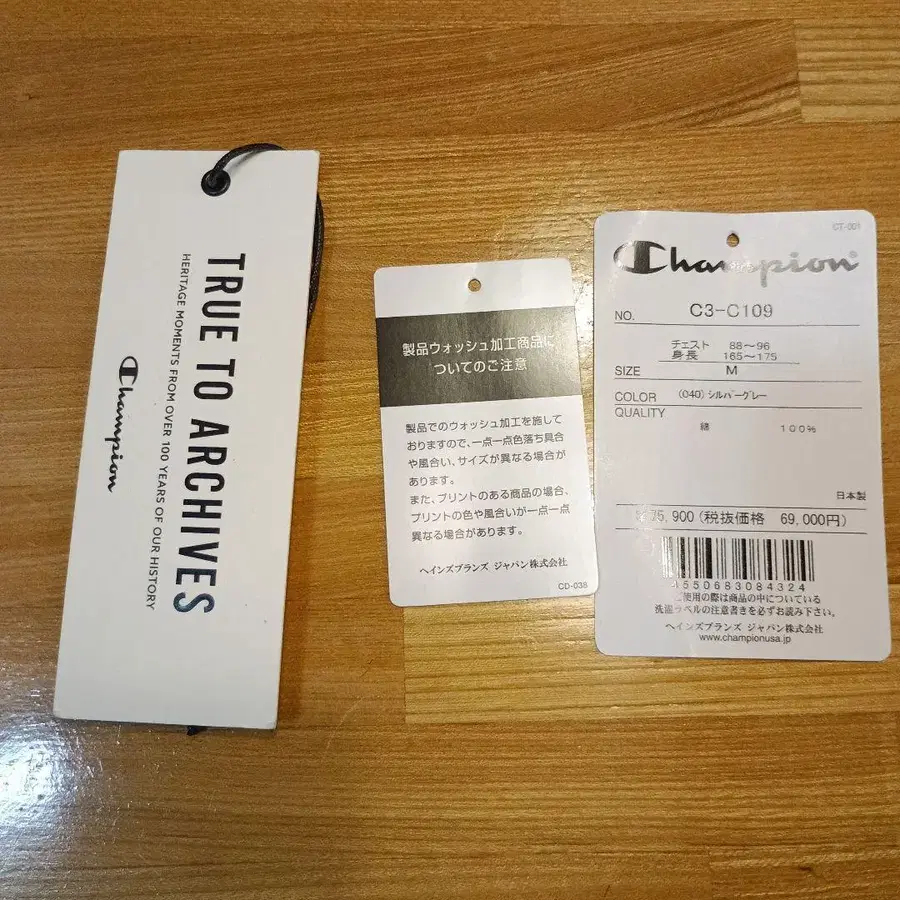 TRUE TO ARCHIVES
HERITAGE MOMENTS FROM OVER 100 YEARS OF OUR HISTORY
Champion
製品ウォッシュ加工商品に
ついてのご注意
製品でのウォッシュ加工を施して
おりますので、一点一点色落ち具合
や風合い、サイズが異なる場合が
あります。
また、プリントのある商品の場合、
プリントの色や風合いが一点一点
異なる場合があります。
ヘインズブランズ ジャパン株式会社
CD-038
CT-001
Champion
NO. C3-C109
チェスト 88～96
身長 165～175
SIZE M
COLOR (040) シルバーグレー
QUALITY
綿 100%
日本製
75,900 (税抜価格 69,000円)
4550683084324
ご使用の際は商品の中についている
洗濯ラベルの注意書きを必ずお読み下さい。
ヘインズブランズ ジャパン株式会社
www.championusa.jp